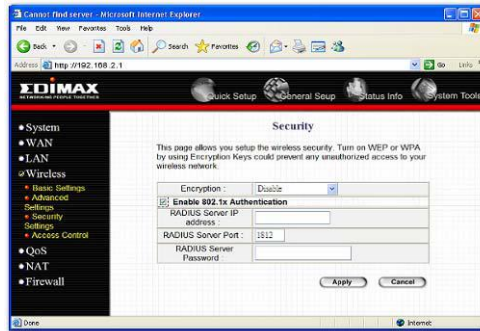 Cannot find server - Microsoft Internet Explorer
File Edit View Favorites Tools Help
Back Search Favorites
Address http://192.168.2.1 Go Links
EDIMAX
NETWORKING PEOPLE TOGETHER
Quick Setup General Seup Status Info System Tools
System
WAN
LAN
Wireless
Basic Settings
Advanced
Settings
Security
Settings
Access Control
QoS
NAT
Firewall
Security
This page allows you setup the wireless security. Turn on WEP or WPA
by using Encryption Keys could prevent any unauthorized access to your
wireless network.
Encryption : Disable
Enable 802.1x Authentication
RADIUS Server IP
address :
RADIUS Server Port : 1812
RADIUS Server
Password :
Apply Cancel
Done Internet